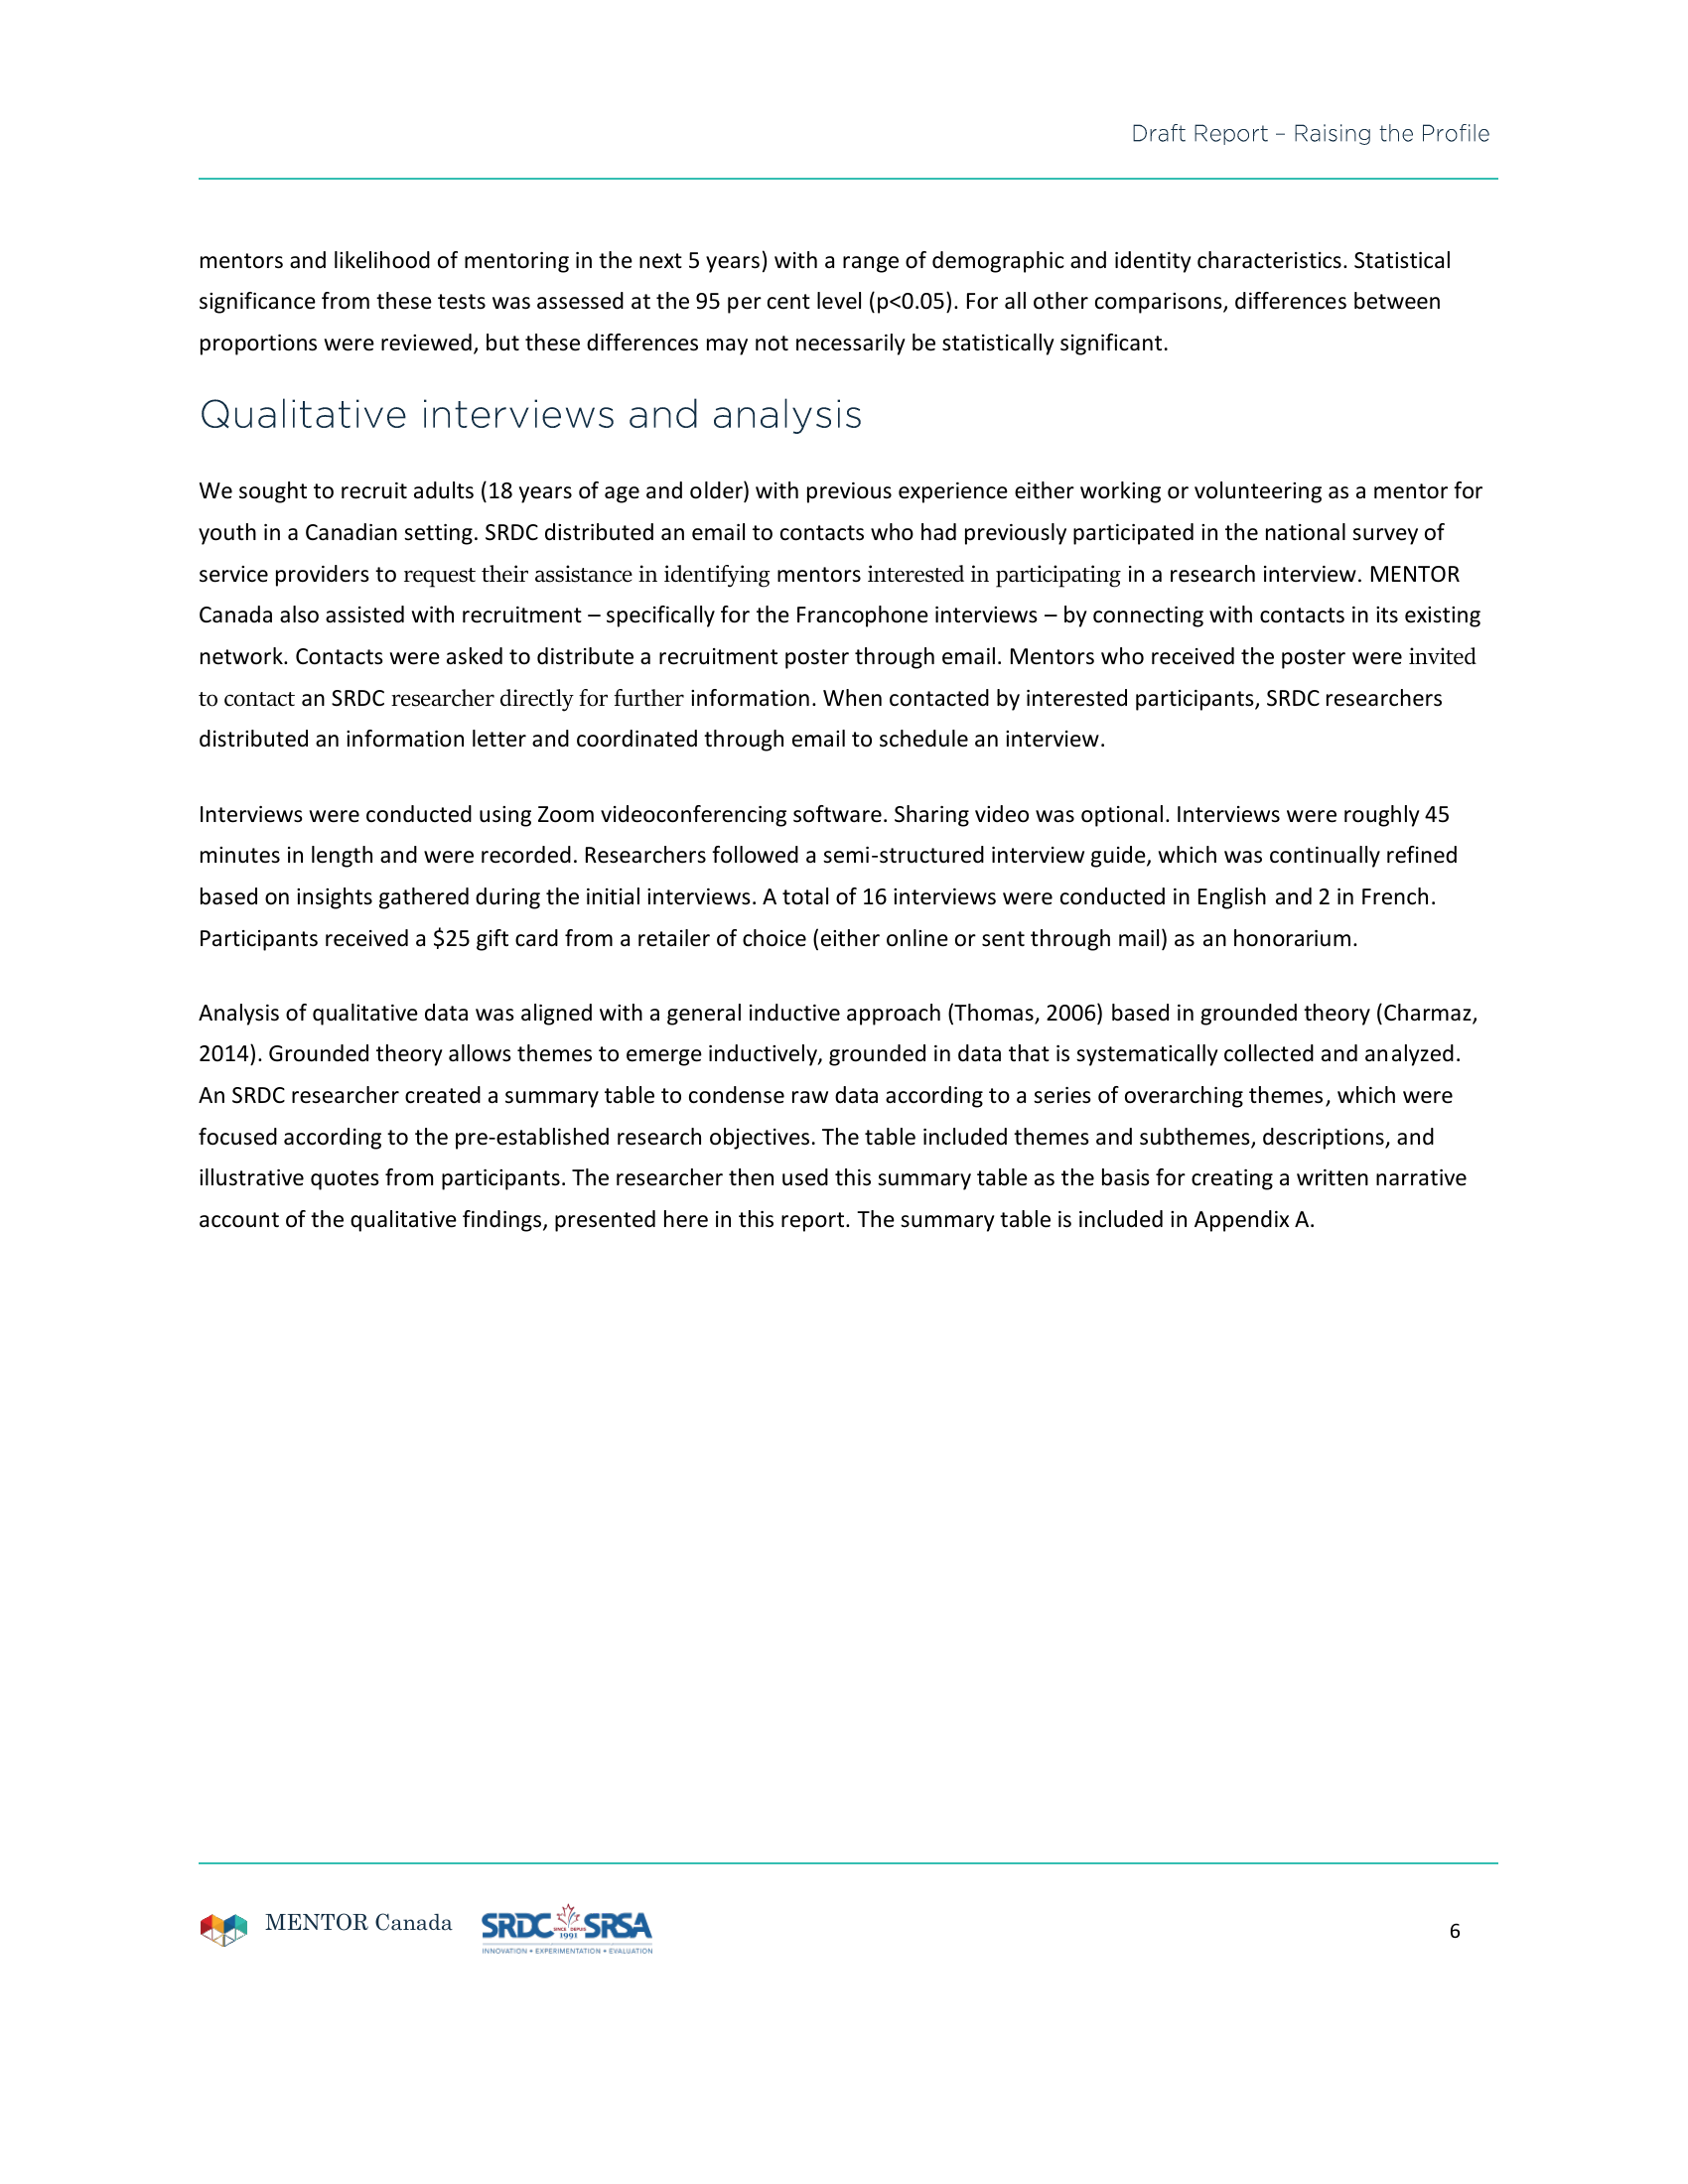 Draft Report – Raising the Profile
mentors and likelihood of mentoring in the next 5 years) with a range of demographic and identity characteristics. Statistical
significance from these tests was assessed at the 95 per cent level (p<0.05). For all other comparisons, differences between
proportions were reviewed, but these differences may not necessarily be statistically significant.
Qualitative interviews and analysis
We sought to recruit adults (18 years of age and older) with previous experience either working or volunteering as a mentor for
youth in a Canadian setting. SRDC distributed an email to contacts who had previously participated in the national survey of
service providers to request their assistance in identifying mentors interested in participating in a research interview. MENTOR
Canada also assisted with recruitment – specifically for the Francophone interviews – by connecting with contacts in its existing
network. Contacts were asked to distribute a recruitment poster through email. Mentors who received the poster were invited
to contact an SRDC researcher directly for further information. When contacted by interested participants, SRDC researchers
distributed an information letter and coordinated through email to schedule an interview.
Interviews were conducted using Zoom videoconferencing software. Sharing video was optional. Interviews were roughly 45
minutes in length and were recorded. Researchers followed a semi-structured interview guide, which was continually refined
based on insights gathered during the initial interviews. A total of 16 interviews were conducted in English and 2 in French.
Participants received a $25 gift card from a retailer of choice (either online or sent through mail) as an honorarium.
Analysis of qualitative data was aligned with a general inductive approach (Thomas, 2006) based in grounded theory (Charmaz,
2014). Grounded theory allows themes to emerge inductively, grounded in data that is systematically collected and analyzed.
An SRDC researcher created a summary table to condense raw data according to a series of overarching themes, which were
focused according to the pre-established research objectives. The table included themes and subthemes, descriptions, and
illustrative quotes from participants. The researcher then used this summary table as the basis for creating a written narrative
account of the qualitative findings, presented here in this report. The summary table is included in Appendix A.
MENTOR Canada
SRDC SINCE DEPUIS 1991 SRSA
INNOVATION • EXPERIMENTATION • EVALUATION
6